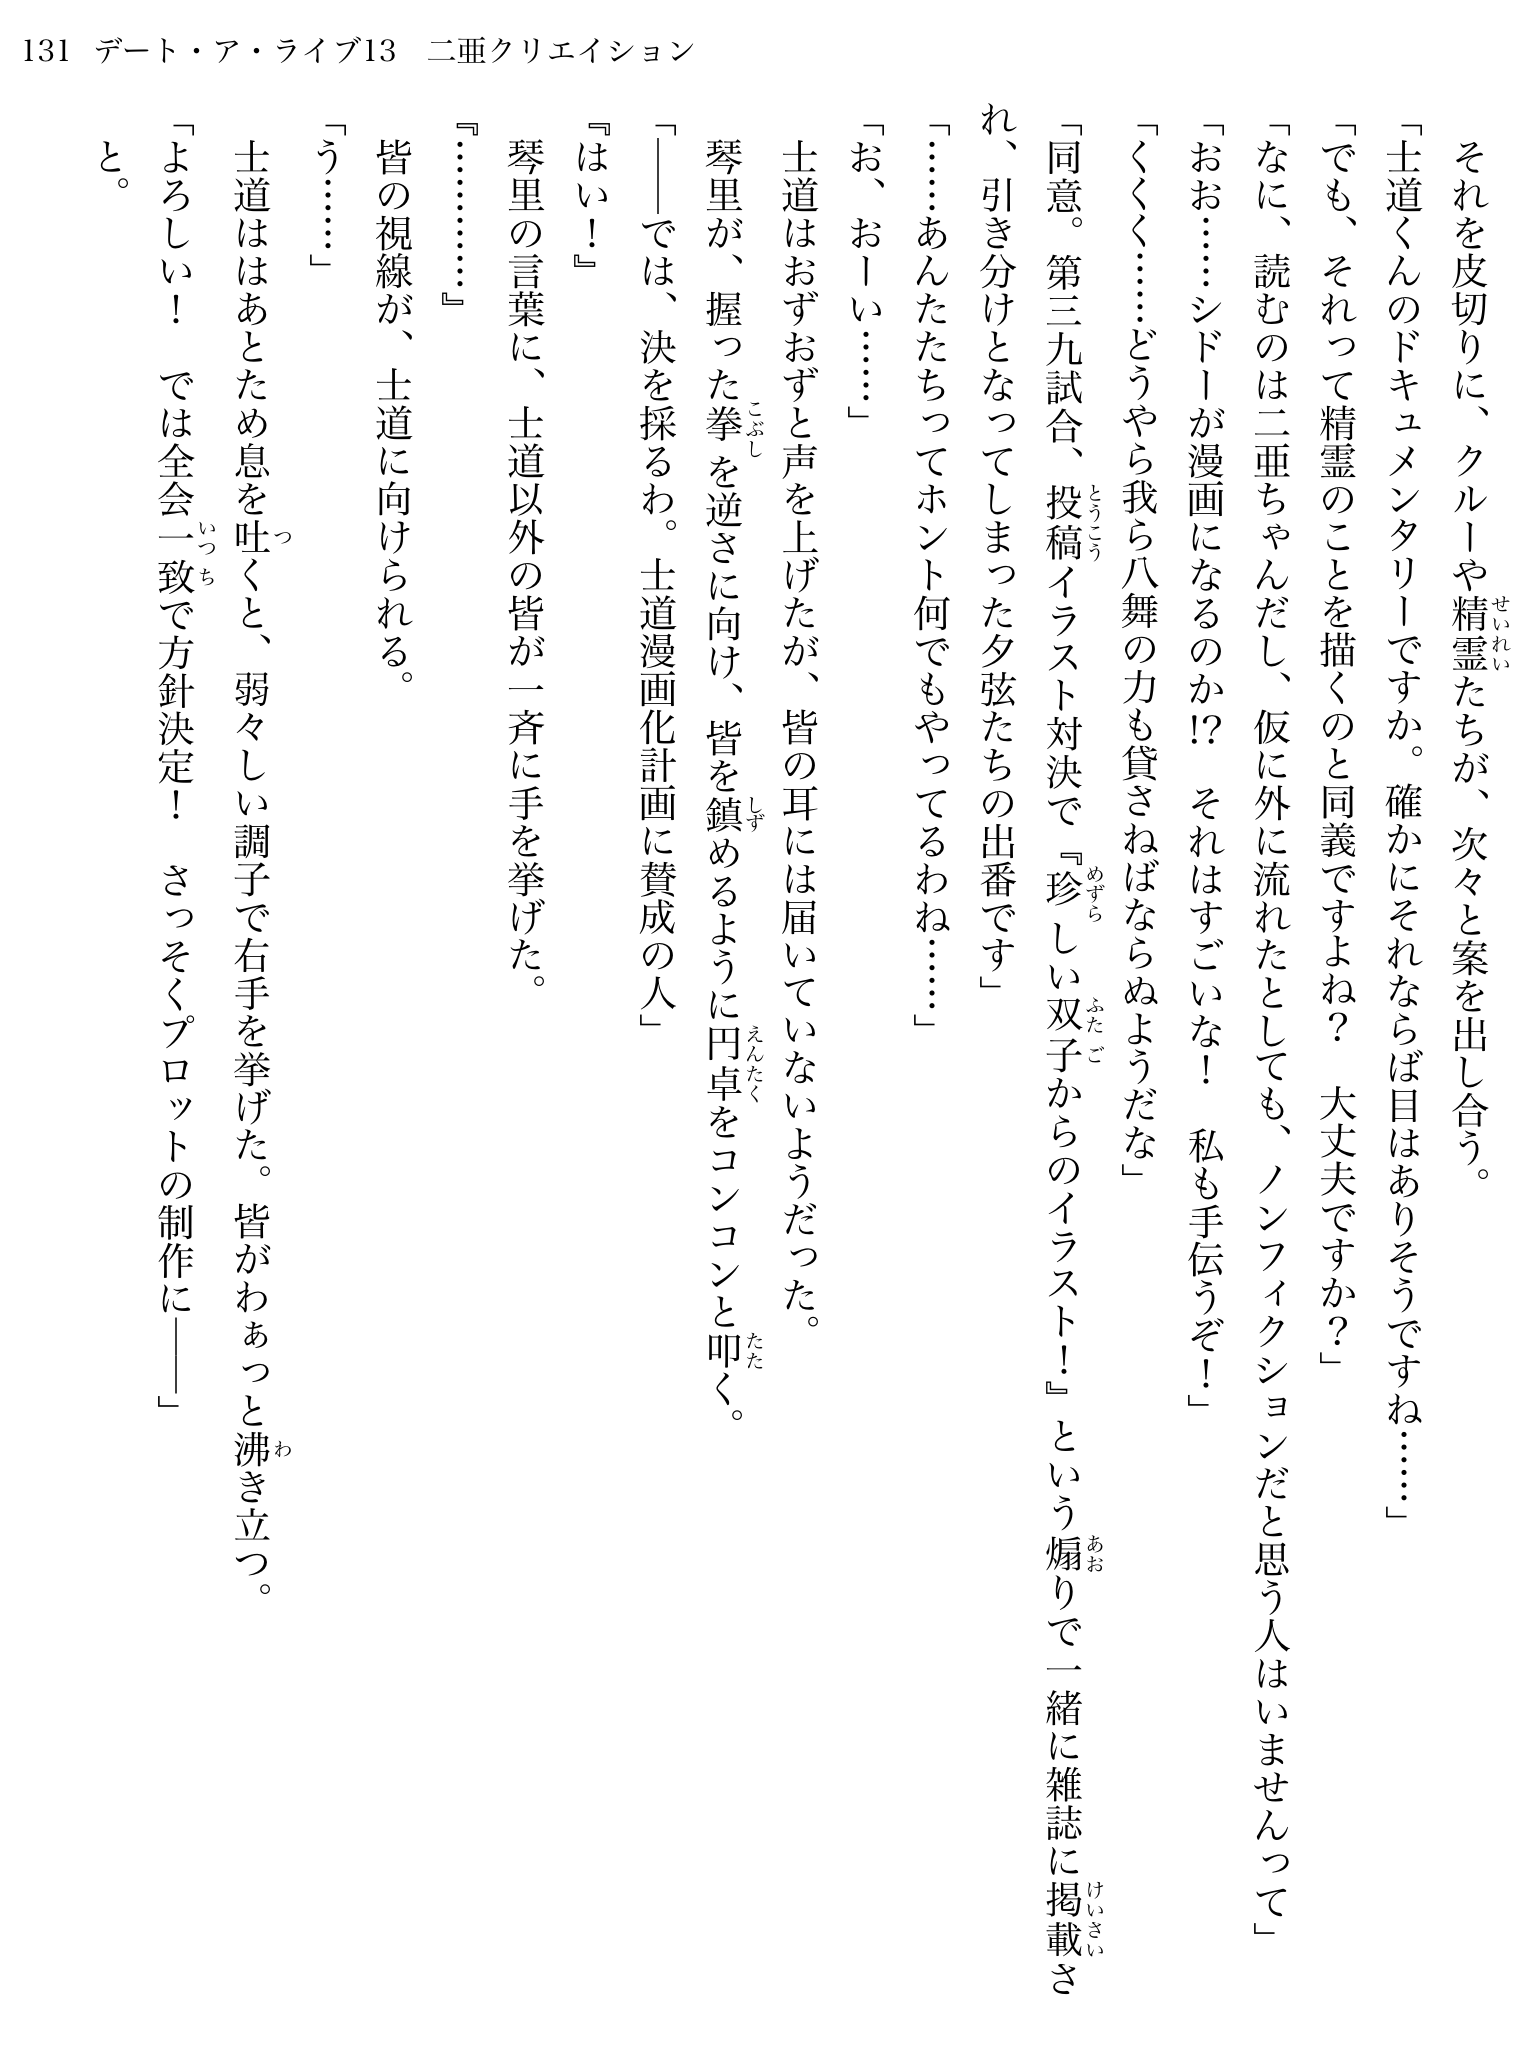 131 デート・ア・ライブ13　二亜クリエイション
　それを皮切りに、クルーや精霊たちが、次々と案を出し合う。
「士道くんのドキュメンタリーですか。確かにそれならば目はありそうですね……」
「でも、それって精霊のことを描くのと同義ですよね？　大丈夫ですか？」
「なに、読むのは二亜ちゃんだし、仮に外に流れたとしても、ノンフィクションだと思う人はいませんって」
「おお……シドーが漫画になるのか!?　それはすごいな！　私も手伝うぞ！」
「くくく……どうやら我ら八舞の力も貸さねばならぬようだな」
「同意。第三九試合、投稿イラスト対決で『珍しい双子からのイラスト！』という煽りで一緒に雑誌に掲載さ
れ、引き分けとなってしまった夕弦たちの出番です」
「……あんたたちってホント何でもやってるわね……」
「お、おーい……」
　士道はおずおずと声を上げたが、皆の耳には届いていないようだった。
　琴里が、握った拳を逆さに向け、皆を鎮めるように円卓をコンコンと叩く。
「――では、決を採るわ。士道漫画化計画に賛成の人」
『はい！』
　琴里の言葉に、士道以外の皆が一斉に手を挙げた。
『…………』
　皆の視線が、士道に向けられる。
「う……」
　士道ははあとため息を吐くと、弱々しい調子で右手を挙げた。皆がわぁっと沸き立つ。
「よろしい！　では全会一致で方針決定！　さっそくプロットの制作に――」
　と。